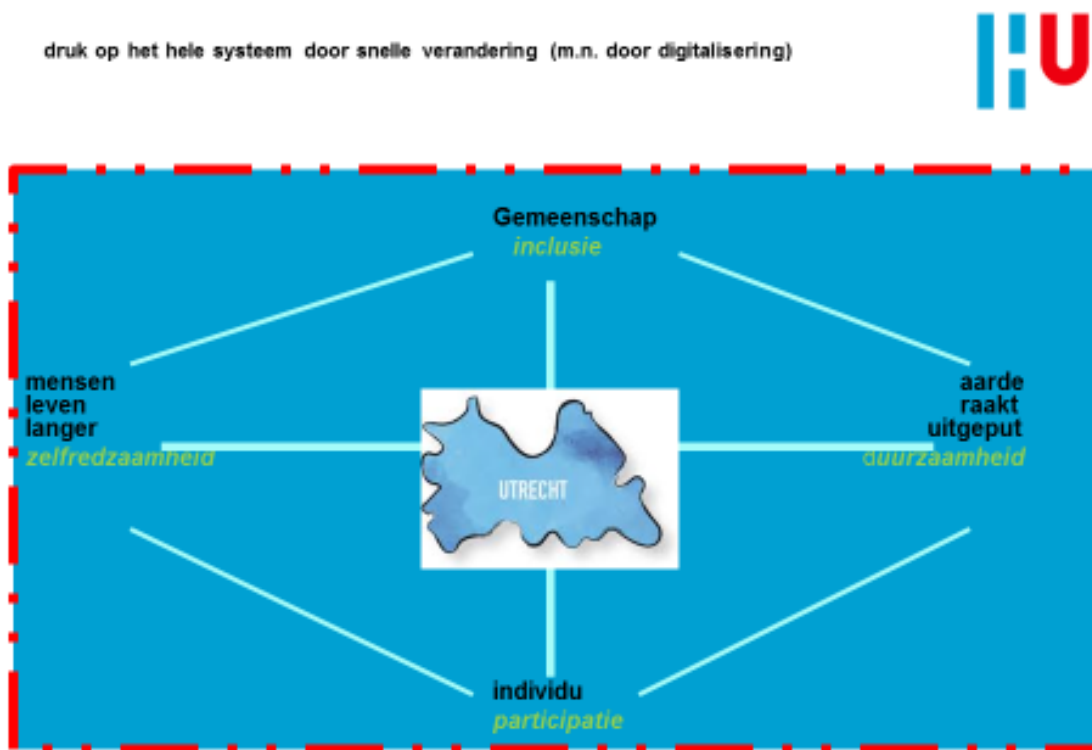 druk op het hele systeem door snelle verandering (m.n. door digitalisering)
HU
Gemeenschap
inclusie
mensen
leven
langer
zelfredzaamheid
aarde
raakt
uitgeput
duurzaamheid
UTRECHT
individu
participatie